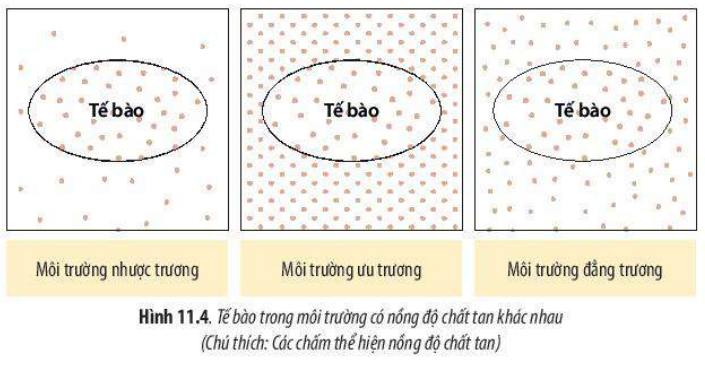 Tế bào
Tế bào
Tế bào
Môi trường nhược trương
Môi trường ưu trương
Môi trường đẳng trương
Hình 11.4. Tế bào trong môi trường có nồng độ chất tan khác nhau
(Chú thích: Các chấm thể hiện nồng độ chất tan)